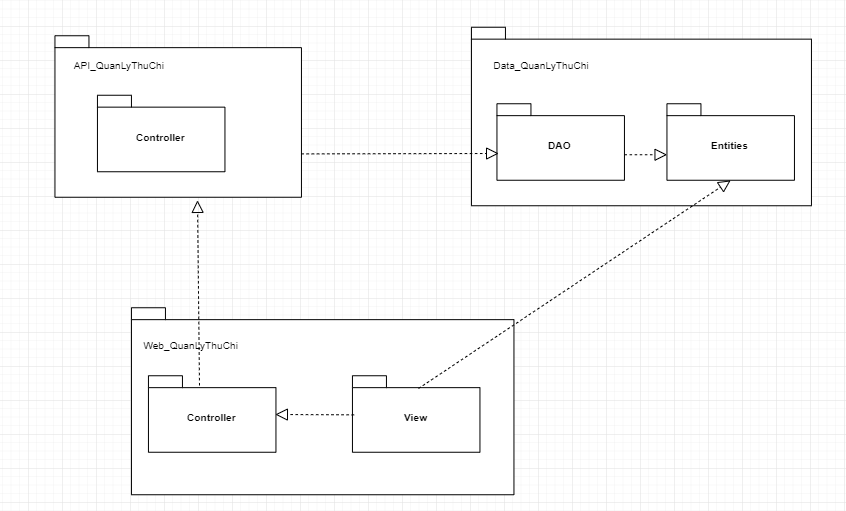 API_QuanLyThuChi
Controller
Data_QuanLyThuChi
DAO
Entities
Web_QuanLyThuChi
Controller
View